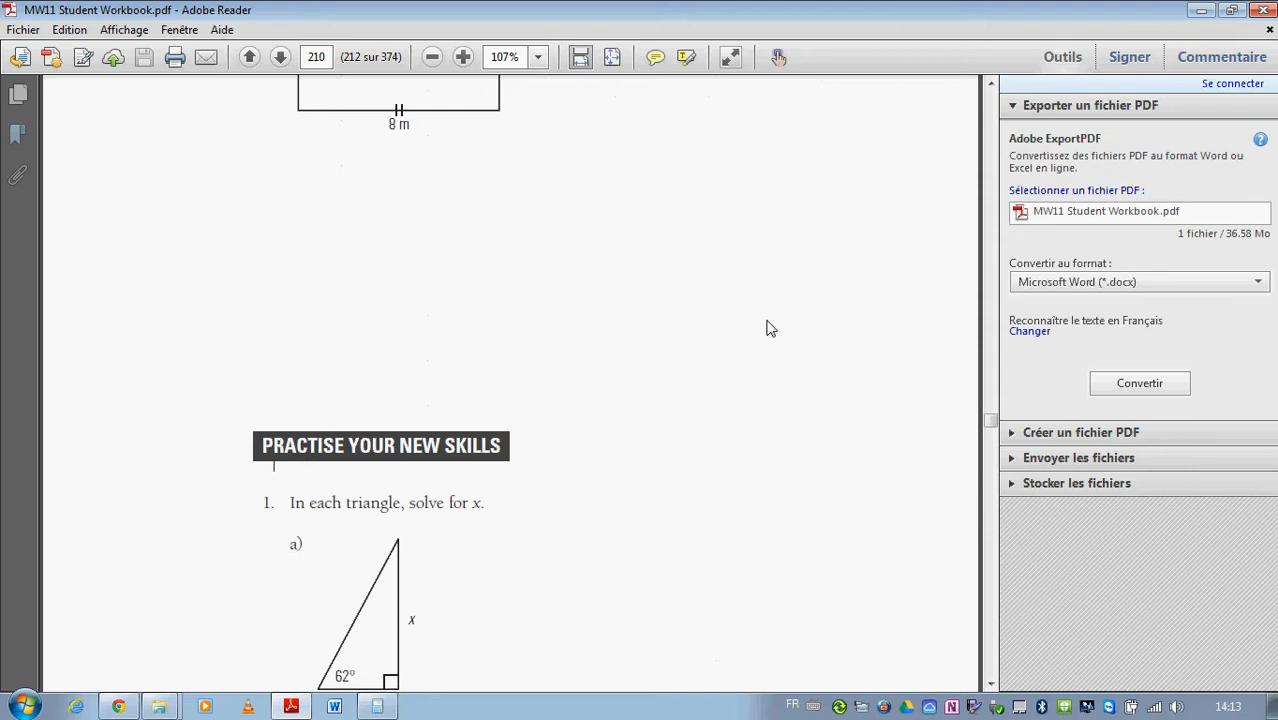 MW11 Student Workbook.pdf - Adobe Reader
Fichier Edition Affichage Fenêtre Aide
210 (212 sur 374) 107% Outils Signer Commentaire
Se connecter
8 m
PRACTISE YOUR NEW SKILLS
1. In each triangle, solve for x.
a)
x
62°
Exporter un fichier PDF
Adobe ExportPDF
Convertissez des fichiers PDF au format Word ou
Excel en ligne.
Sélectionner un fichier PDF :
MW11 Student Workbook.pdf
1 fichier / 36.58 Mo
Convertir au format :
Microsoft Word (*.docx)
Reconnaître le texte en Français
Changer
Convertir
Créer un fichier PDF
Envoyer les fichiers
Stocker les fichiers
FR 14:13